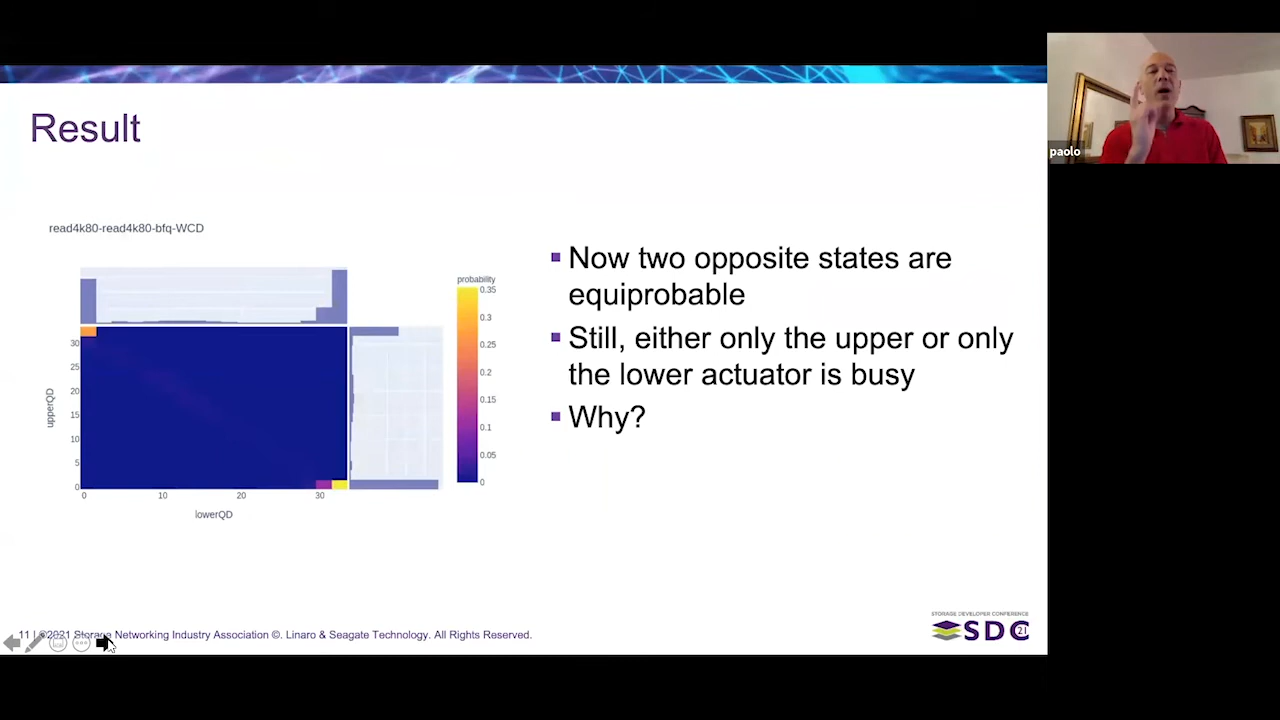 Result
paolo
read4k80-read4k80-bfq-WCD
probability
0.35
0.3
0.25
0.2
0.15
0.1
0.05
0
upperQD
30
25
20
15
10
5
0
0 10 20 30
lowerQD
Now two opposite states are
equiprobable
Still, either only the upper or only
the lower actuator is busy
Why?
11 | ©2021 Storage Networking Industry Association ©. Linaro & Seagate Technology. All Rights Reserved.
STORAGE DEVELOPER CONFERENCE
SDC 21